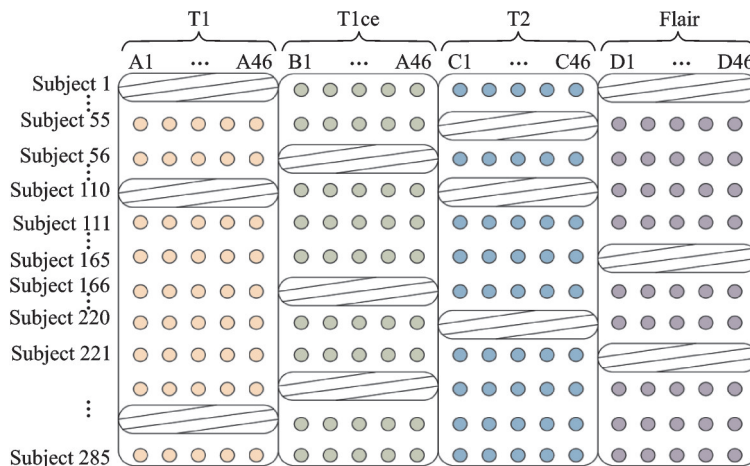 T1 T1ce T2 Flair
A1 ... A46 B1 ... A46 C1 ... C46 D1 ... D46
Subject 1
⋮
Subject 55
Subject 56
⋮
Subject 110
Subject 111
⋮
Subject 165
Subject 166
⋮
Subject 220
Subject 221
⋮
Subject 285